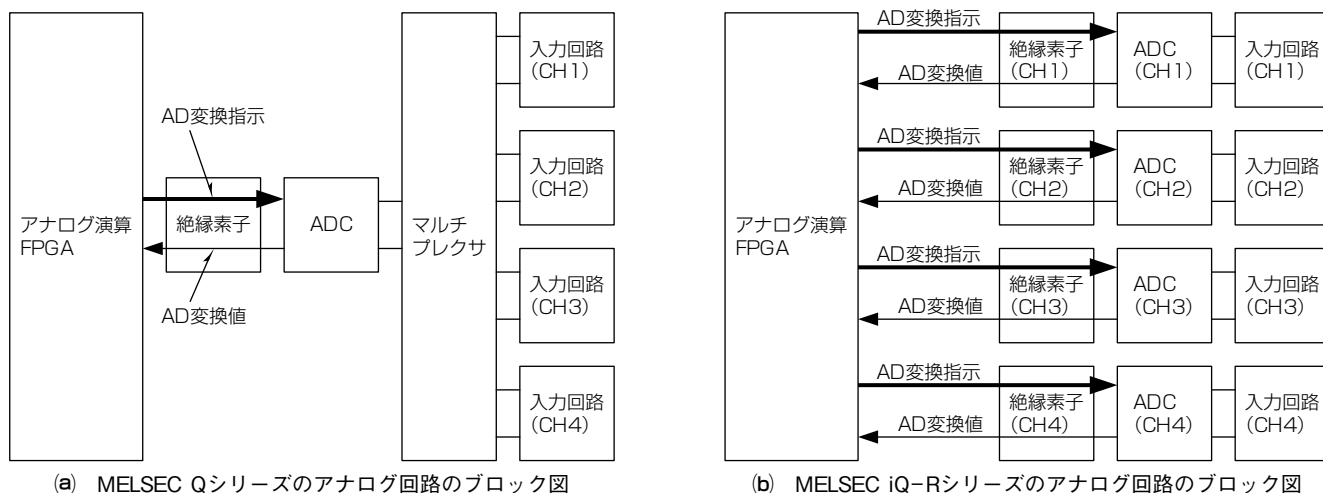 アナログ演算
FPGA
AD変換指示
絶縁素子
AD変換値
ADC
マルチ
プレクサ
入力回路
(CH1)
入力回路
(CH2)
入力回路
(CH3)
入力回路
(CH4)
(a) MELSEC Qシリーズのアナログ回路のブロック図
アナログ演算
FPGA
AD変換指示
AD変換値
絶縁素子
(CH1)
ADC
(CH1)
入力回路
(CH1)
AD変換指示
AD変換値
絶縁素子
(CH2)
ADC
(CH2)
入力回路
(CH2)
AD変換指示
AD変換値
絶縁素子
(CH3)
ADC
(CH3)
入力回路
(CH3)
AD変換指示
AD変換値
絶縁素子
(CH4)
ADC
(CH4)
入力回路
(CH4)
(b) MELSEC iQ-Rシリーズのアナログ回路のブロック図